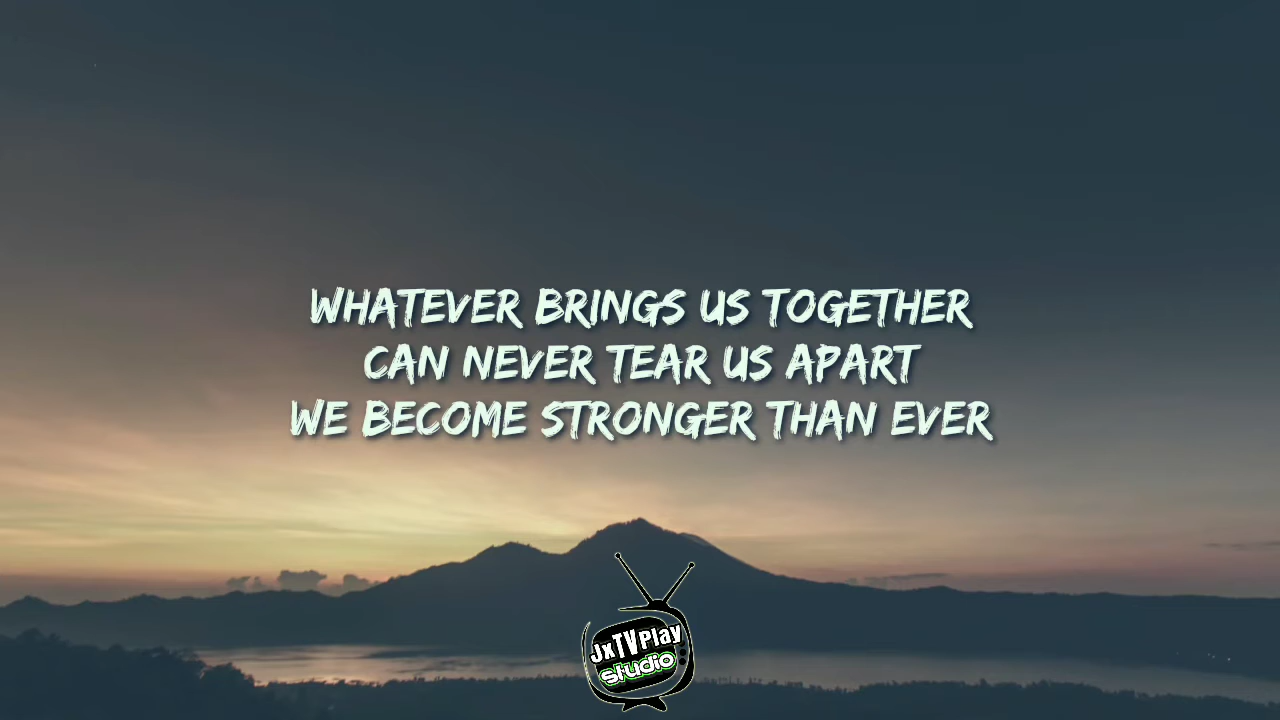 WHATEVER BRINGS US TOGETHER
CAN NEVER TEAR US APART
WE BECOME STRONGER THAN EVER
JxTVPlay
studio